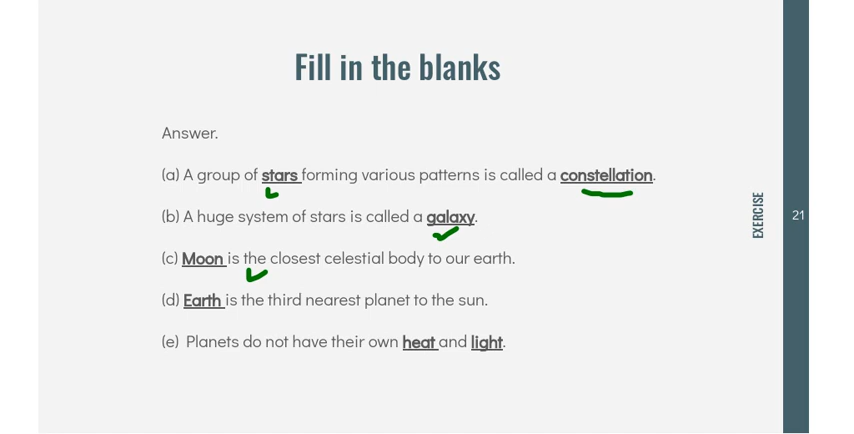 Fill in the blanks
Answer.
(a) A group of stars forming various patterns is called a constellation.
(b) A huge system of stars is called a galaxy.
(c) Moon is the closest celestial body to our earth.
(d) Earth is the third nearest planet to the sun.
(e) Planets do not have their own heat and light.
EXERCISE
21